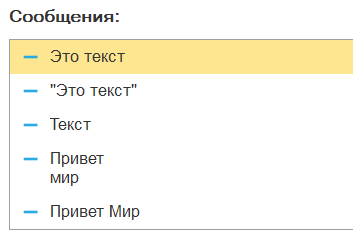 Сообщения:
Это текст
"Это текст"
Текст
Привет
мир
Привет Мир